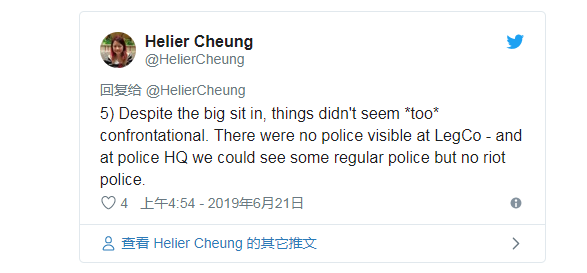 Helier Cheung
@HelierCheung
回复给 @HelierCheung
5) Despite the big sit in, things didn't seem *too*
confrontational. There were no police visible at LegCo - and
at police HQ we could see some regular police but no riot
police.
4 上午4:54 - 2019年6月21日
查看 Helier Cheung 的其它推文